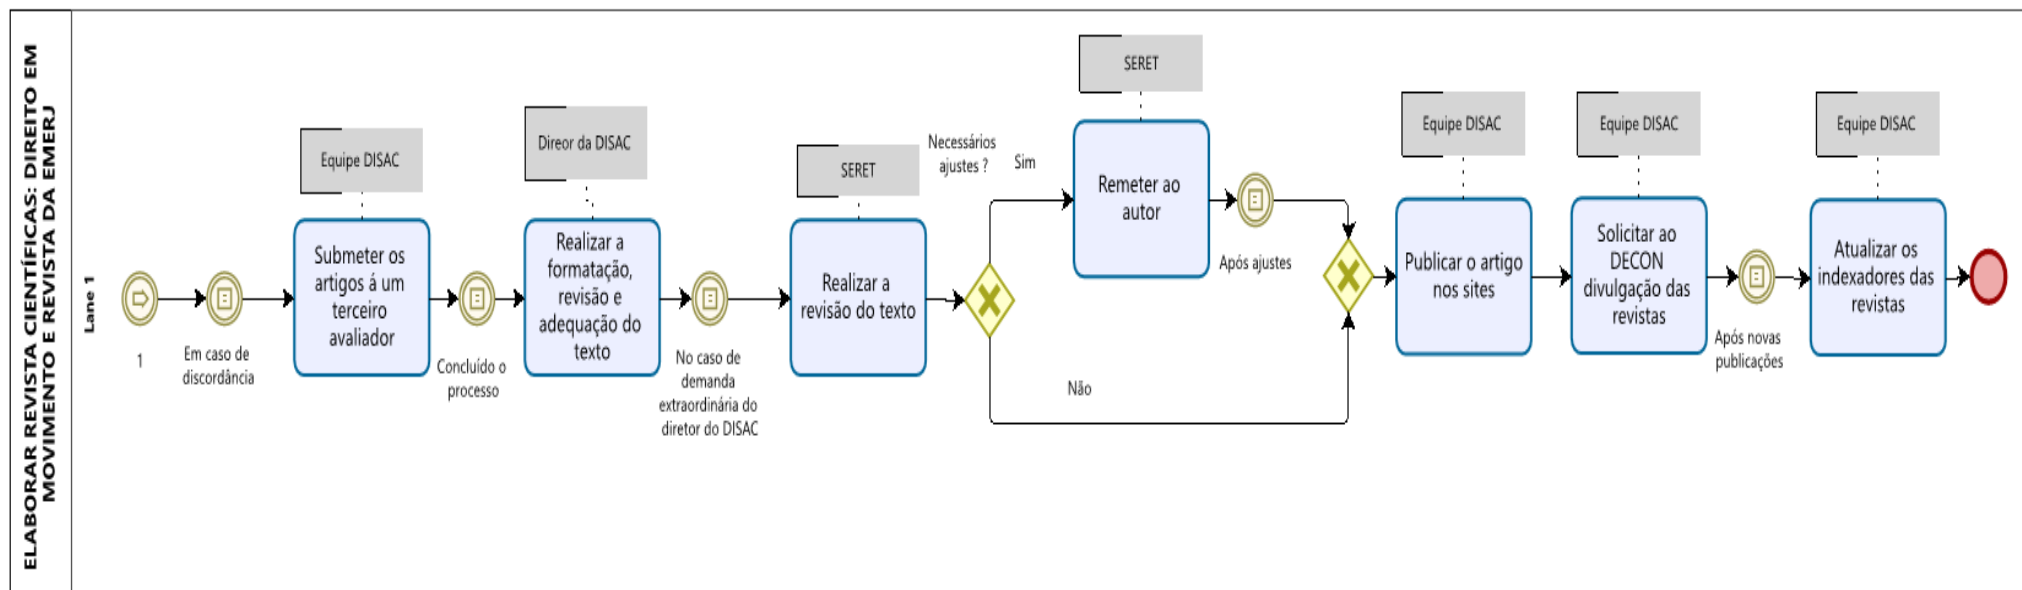 ELABORAR REVISTA CIENTÍFICAS: DIREITO EM
MOVIMENTO E REVISTA DA EMERJ
Lane 1
1
Em caso de
discordância
Equipe DISAC
Submeter os
artigos á um
terceiro
avaliador
Concluído o
processo
Direor da DISAC
Realizar a
formatação,
revisão e
adequação do
texto
No caso de
demanda
extraordinária do
diretor do DISAC
SERET
Realizar a
revisão do texto
Necessários
ajustes ?
Sim
Não
SERET
Remeter ao
autor
Após ajustes
Equipe DISAC
Publicar o artigo
nos sites
Equipe DISAC
Solicitar ao
DECON
divulgação das
revistas
Após novas
publicações
Equipe DISAC
Atualizar os
indexadores das
revistas